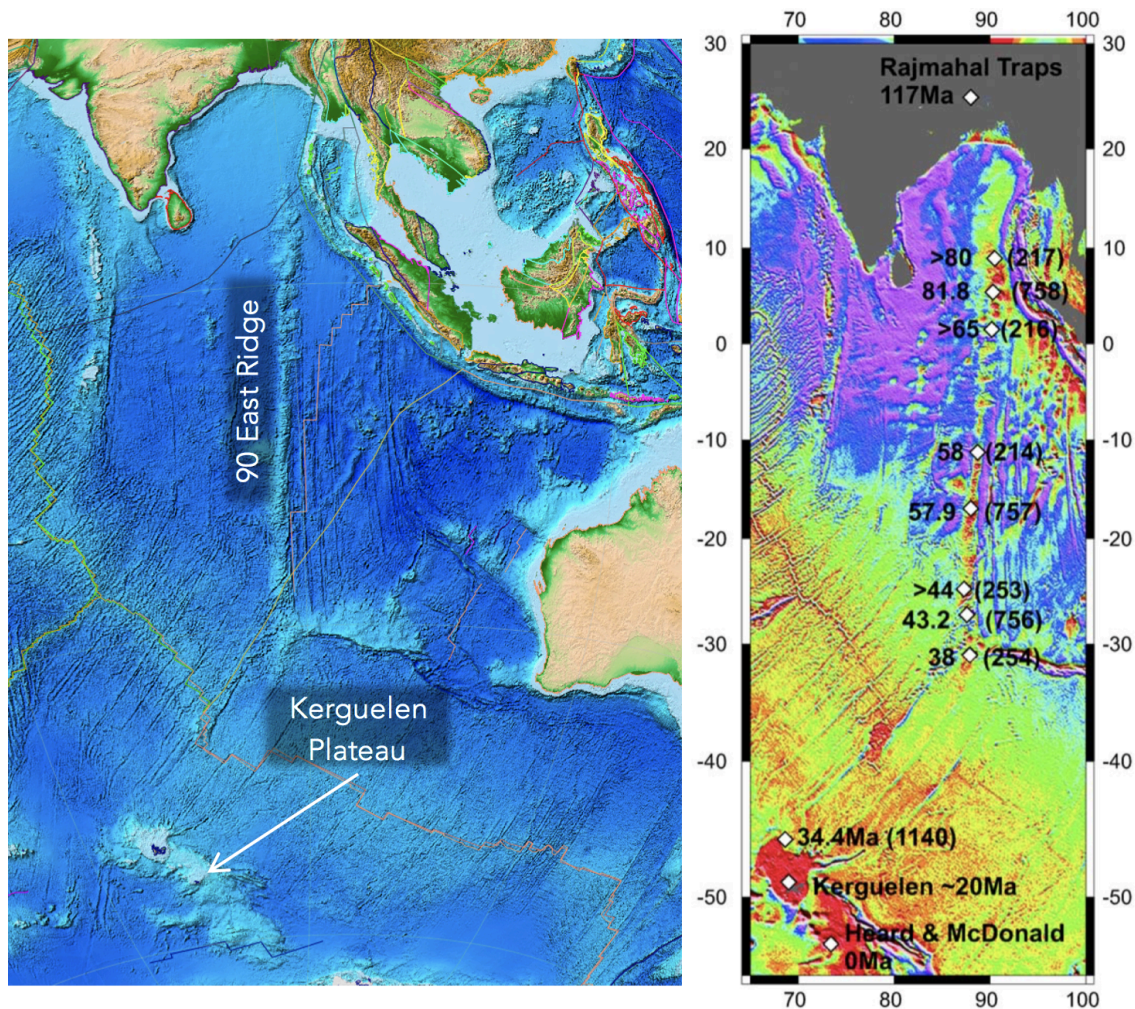 90 East Ridge
Kerguelen
Plateau
70 80 90 100
30 30
Rajmahal Traps
117Ma
20 20
10 10
>80 (217)
81.8 (758)
>65 (216)
0 0
-10 -10
58 (214)
57.9 (757)
-20 -20
>44 (253)
43.2 (756)
-30 -30
38 (254)
-40 -40
34.4Ma (1140)
Kerguelen ~20Ma
-50 -50
Heard & McDonald
0Ma
70 80 90 100